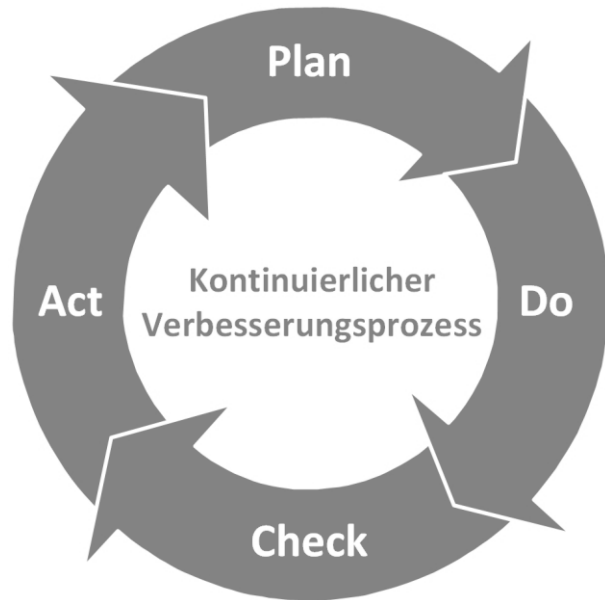 Plan
Do
Check
Act
Kontinuierlicher
Verbesserungsprozess